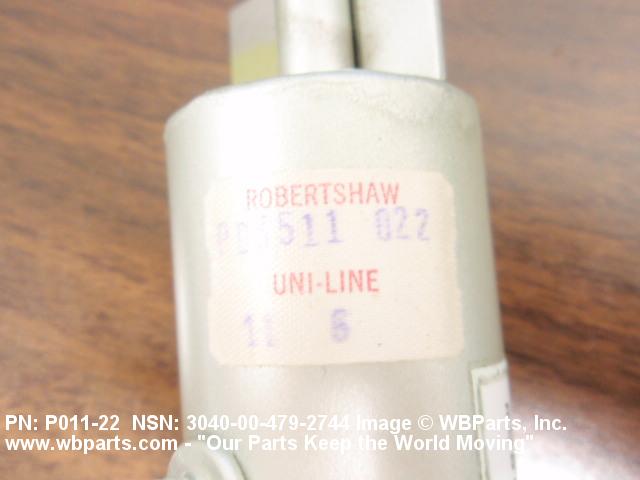 ROBERTSHAW
511 022
UNI-LINE
11 6
PN: P011-22 NSN: 3040-00-479-2744 Image © WBParts, Inc.
www.wbparts.com - "Our Parts Keep the World Moving"